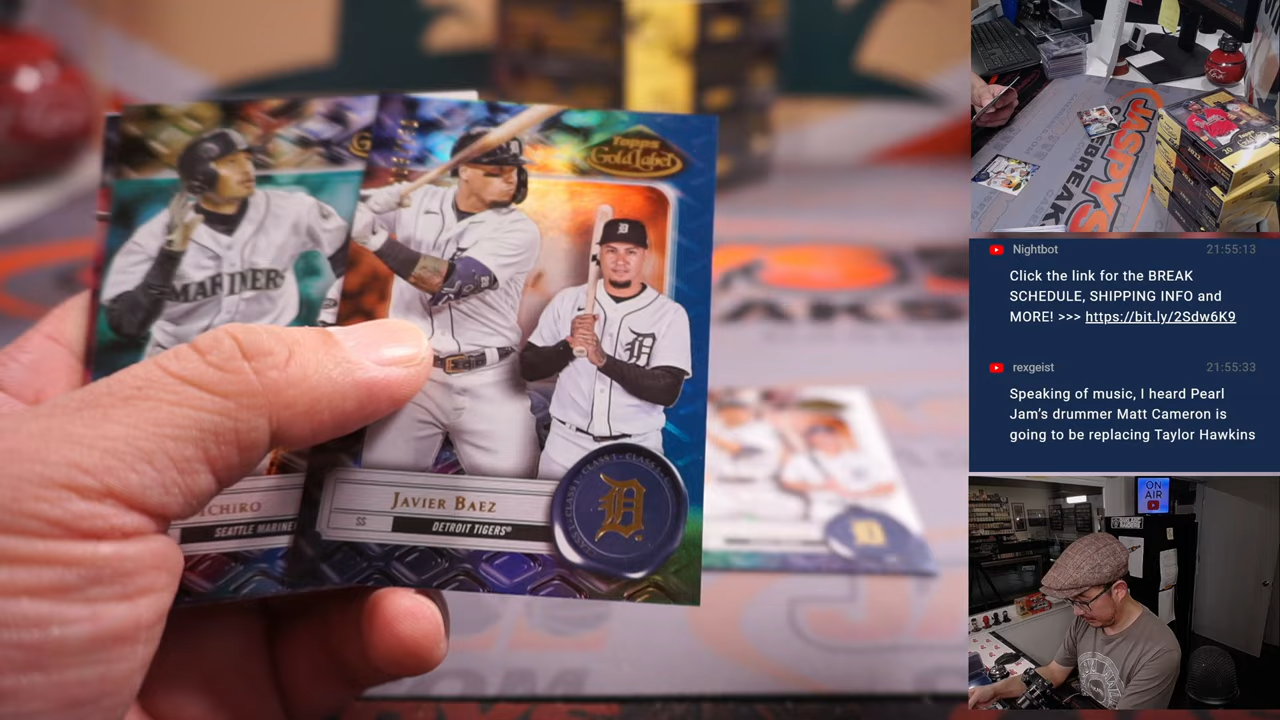 Topps
Gold Label
MARINERS
ICHIRO
SEATTLE MARINERS
JAVIER BAEZ
SS
DETROIT TIGERS®
CLASS 1 · CLASS 1 · CLASS 1
D
JASPYS
Nightbot
21:55:13
Click the link for the BREAK
SCHEDULE, SHIPPING INFO and
MORE! >>> https://bit.ly/2Sdw6K9
rexgeist
21:55:33
Speaking of music, I heard Pearl
Jam's drummer Matt Cameron is
going to be replacing Taylor Hawkins
ON
AIR